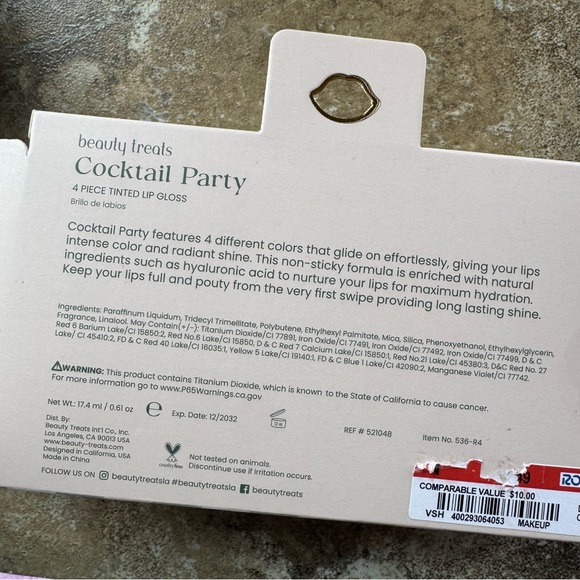 beauty treats
Cocktail Party
4 PIECE TINTED LIP GLOSS
Brillo de labios
Cocktail Party features 4 different colors that glide on effortlessly, giving your lips
intense color and radiant shine. This non-sticky formula is enriched with natural
ingredients such as hyaluronic acid to nurture your lips for maximum hydration.
Keep your lips full and pouty from the very first swipe providing long lasting shine.
Ingredients: Paraffinum Liquidum, Tridecyl Trimellitate, Polybutene, Ethylhexyl Palmitate, Mica, Silica, Phenoxyethanol, Ethylhexylglycerin,
Fragrance, Linalool. May Contain(+/-): Titanium Dioxide/CI 77891, Iron Oxide/CI 77491, Iron Oxide/CI 77492, Iron Oxide/CI 77499, D & C
Red 6 Barium Lake/CI 15850:2, Red No.6 Lake/CI 15850, D & C Red 7 Calcium Lake/CI 15850:1, Red No.21 Lake/CI 45380:3, D&C Red No. 27
Lake/ CI 45410:2, FD & C Red 40 Lake/ CI 16035:1, Yellow 5 Lake/CI 19140:1, FD & C Blue 1 Lake/ CI 42090:2, Manganese Violet/CI 77742.
WARNING: This product contains Titanium Dioxide, which is known to the State of California to cause cancer.
For more information go to www.P65Warnings.ca.gov
Net Wt.: 17.4 ml / 0.61 oz
Exp. Date: 12/2032
REF # 521048
Item No. 536-R4
Dist. By:
Beauty Treats Int'l Co., Inc.
Los Angeles, CA 90013 USA
www.beauty-treats.com
Designed in California, USA
Made in China
crueltyfree
Not tested on animals.
Discontinue use if irritation occurs.
FOLLOW US ON beautytreatsla #beautytreatsla beautytreats
COMPARABLE VALUE $10.00
VSH 400293064053 MAKEUP